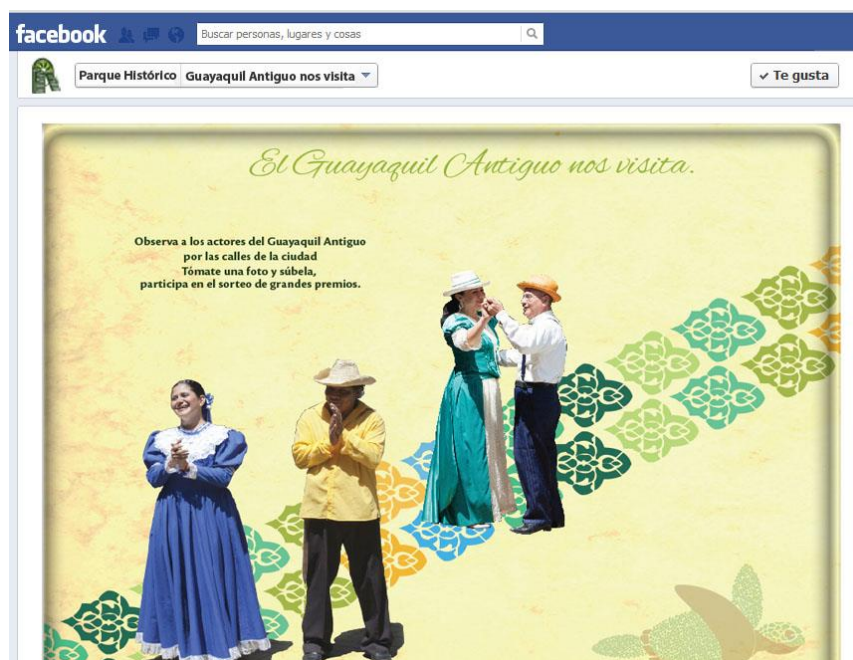 facebook
Buscar personas, lugares y cosas
Parque Histórico Guayaquil Antiguo nos visita
✓ Te gusta
El Guayaquil Antiguo nos visita.
Observa a los actores del Guayaquil Antiguo
por las calles de la ciudad
Tómate una foto y súbela,
participa en el sorteo de grandes premios.